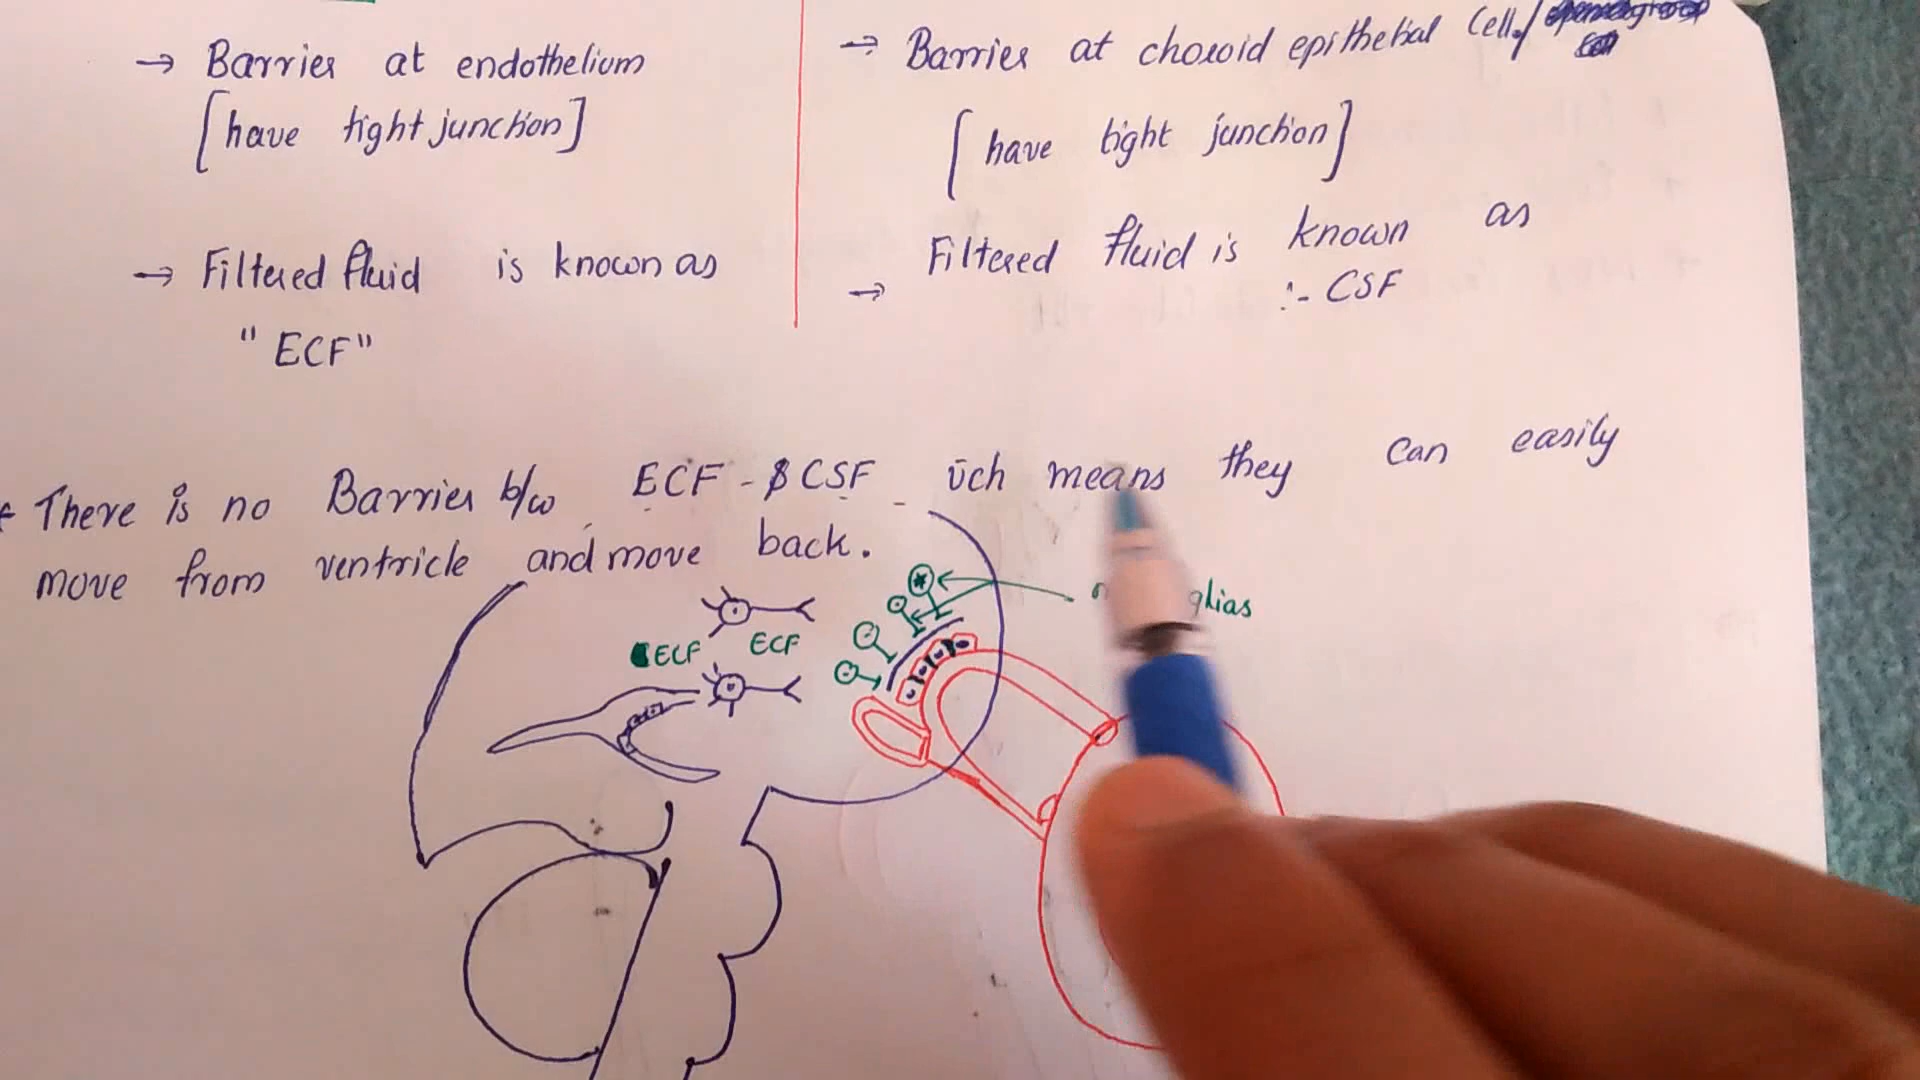 → Barrier at endothelium
[have tight junction]
→ Filtered fluid is known as
"ECF"
→ Barrier at choroid epithelial Cell/
[have tight junction]
→ Filtered fluid is known as
:- CSF
There is no Barrier b/w ECF - & CSF - ūch means they can easily
move from ventricle and move back.
ECF ECF
glias